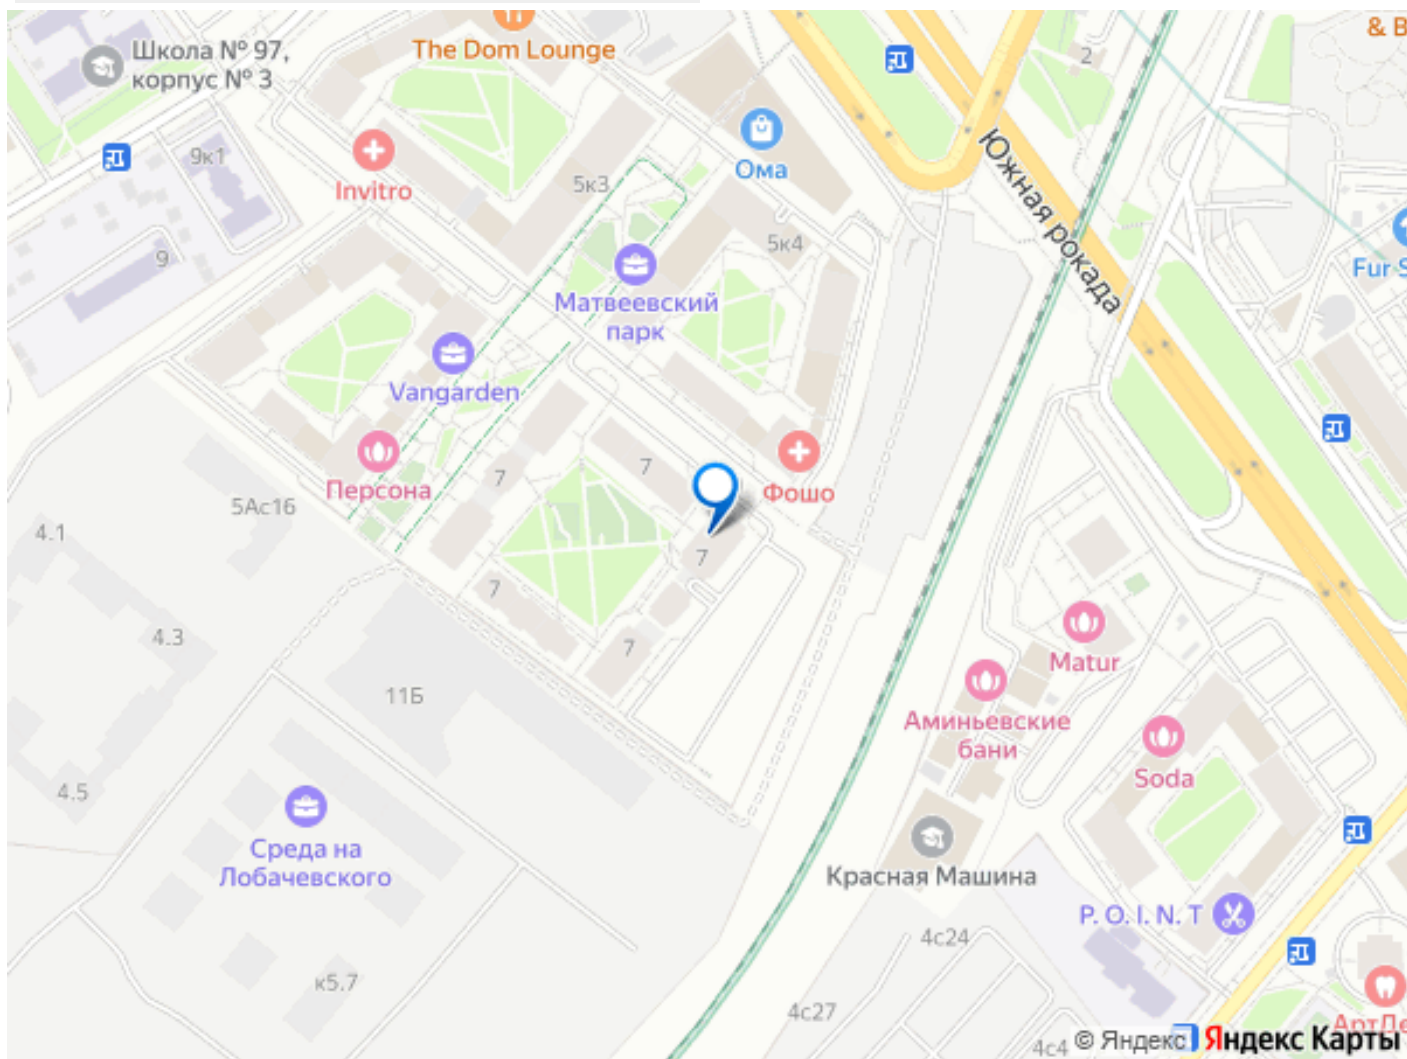 Школа № 97,
корпус № 3
The Dom Lounge
& B
2
9к1
Invitro
5к3
Ома
Южная рокада
5к4
9
Fur S
Матвеевский
парк
Vangarden
Персона
7
7
Фошо
5Ас16
4.1
7
7
4.3
7
11Б
Matur
Аминьевские
бани
Soda
4.5
Среда на
Лобачевского
Красная Машина
P. O. I. N. T
4с24
к5.7
4с27
4с4
АртДе
© Яндекс
Яндекс Карты